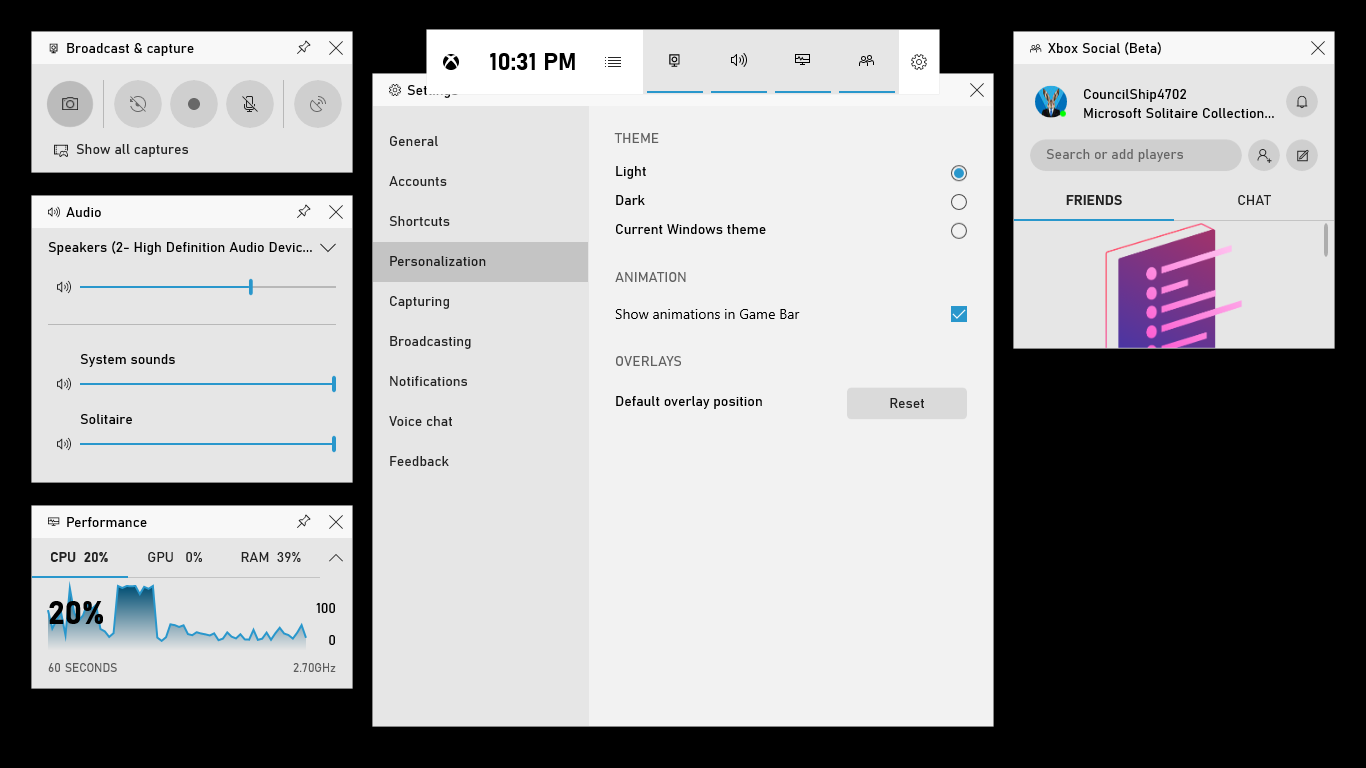 Broadcast & capture
Show all captures
Audio
Speakers (2- High Definition Audio Devic...
System sounds
Solitaire
Performance
CPU 20% GPU 0% RAM 39%
20%
100
0
60 SECONDS 2.70GHz
10:31 PM
Settings
General
Accounts
Shortcuts
Personalization
Capturing
Broadcasting
Notifications
Voice chat
Feedback
THEME
Light
Dark
Current Windows theme
ANIMATION
Show animations in Game Bar
OVERLAYS
Default overlay position Reset
Xbox Social (Beta)
CouncilShip4702
Microsoft Solitaire Collection...
Search or add players
FRIENDS CHAT